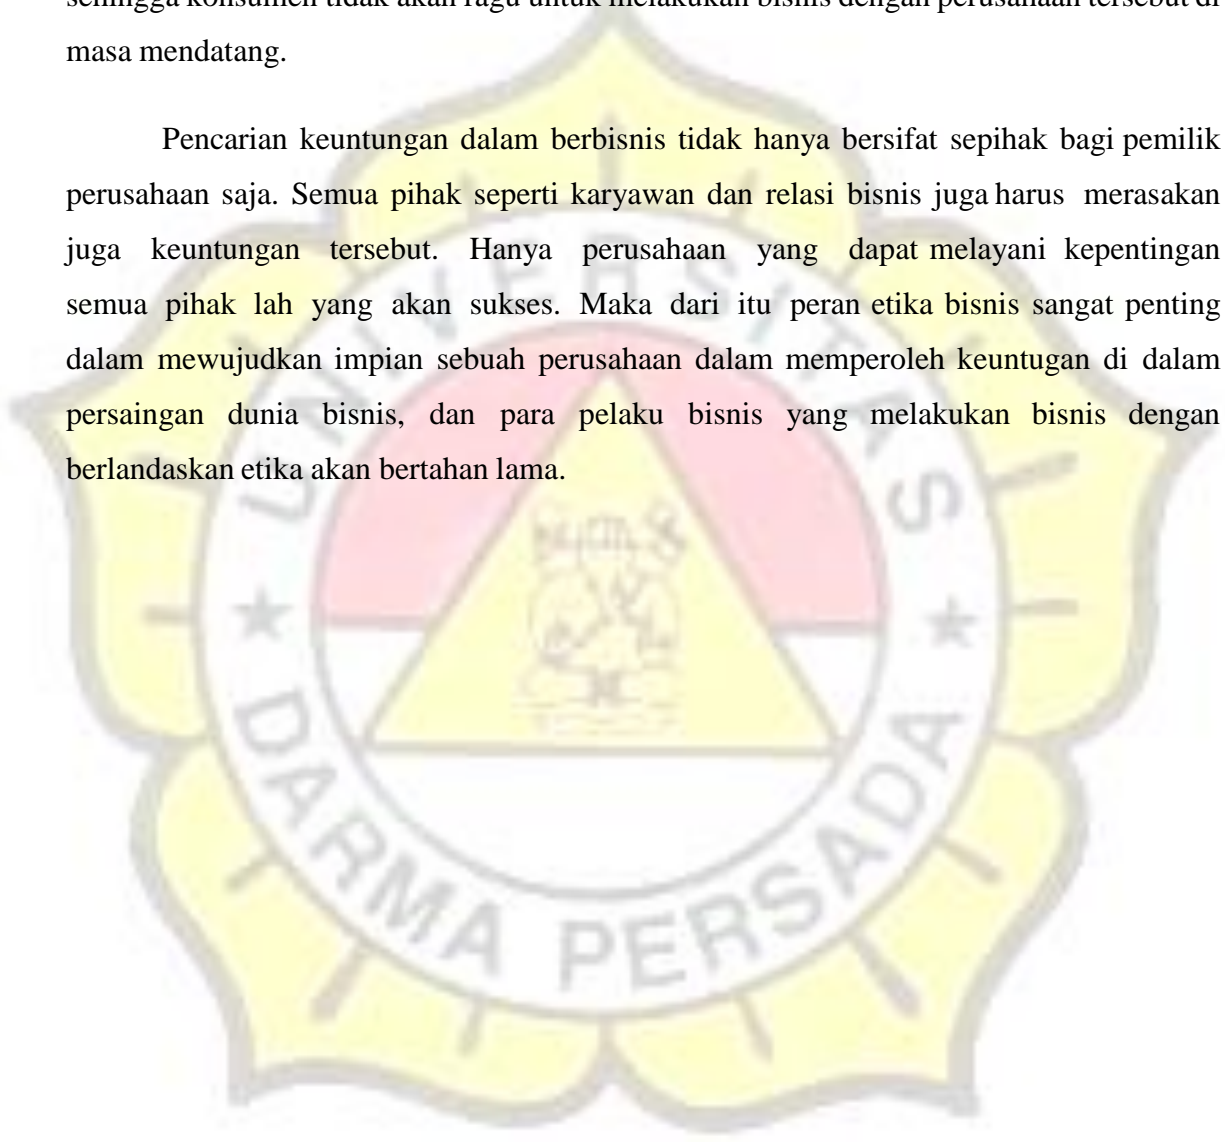 sehingga konsumen tidak akan ragu untuk melakukan bisnis dengan perusahaan tersebut di
masa mendatang.
Pencarian keuntungan dalam berbisnis tidak hanya bersifat sepihak bagi pemilik
perusahaan saja. Semua pihak seperti karyawan dan relasi bisnis juga harus merasakan
juga keuntungan tersebut. Hanya perusahaan yang dapat melayani kepentingan
semua pihak lah yang akan sukses. Maka dari itu peran etika bisnis sangat penting
dalam mewujudkan impian sebuah perusahaan dalam memperoleh keuntugan di dalam
persaingan dunia bisnis, dan para pelaku bisnis yang melakukan bisnis dengan
berlandaskan etika akan bertahan lama.
UNIVERSITAS
DARMA PERSADA